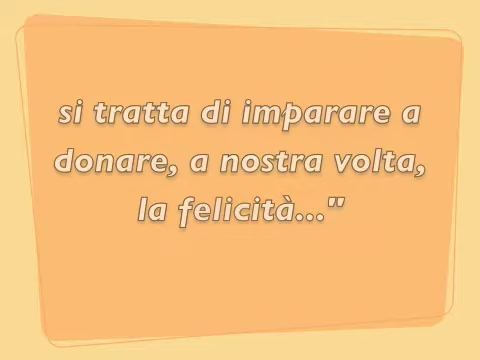 si tratta di imparare a
donare, a nostra volta,
la felicità..."